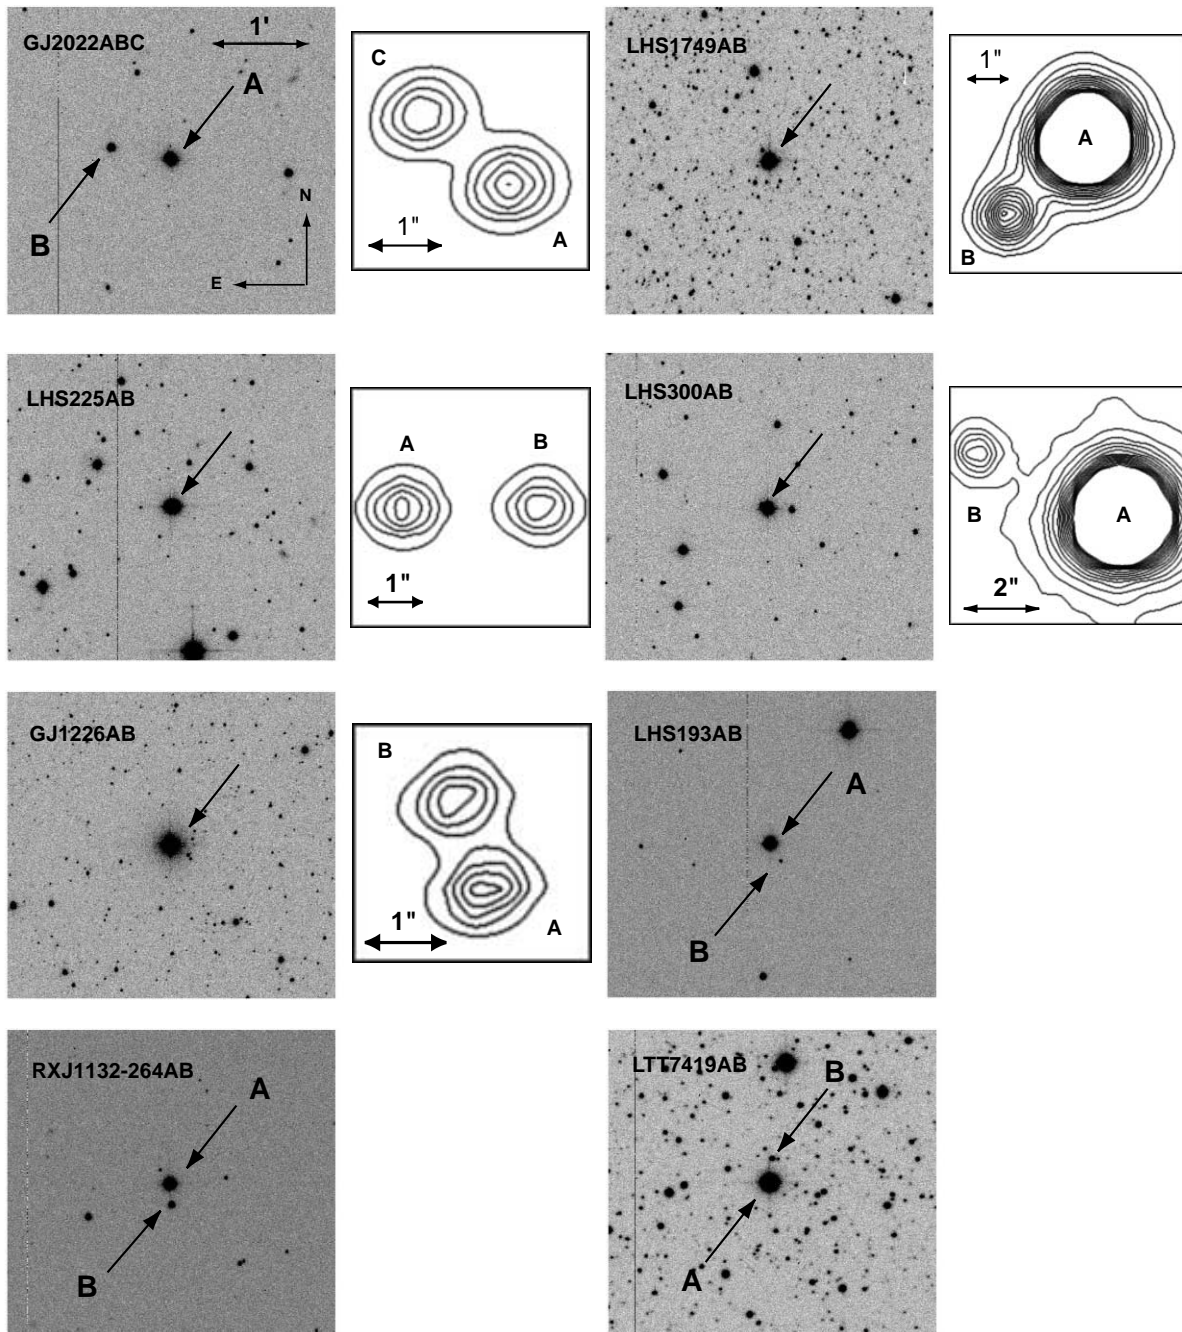 GJ2022ABC
1'
A
B
N
E
C
1"
A
LHS1749AB
1"
A
B
LHS225AB
A
B
1"
LHS300AB
B
A
2"
GJ1226AB
B
1"
A
LHS193AB
A
B
RXJ1132-264AB
A
B
LTT7419AB
B
A